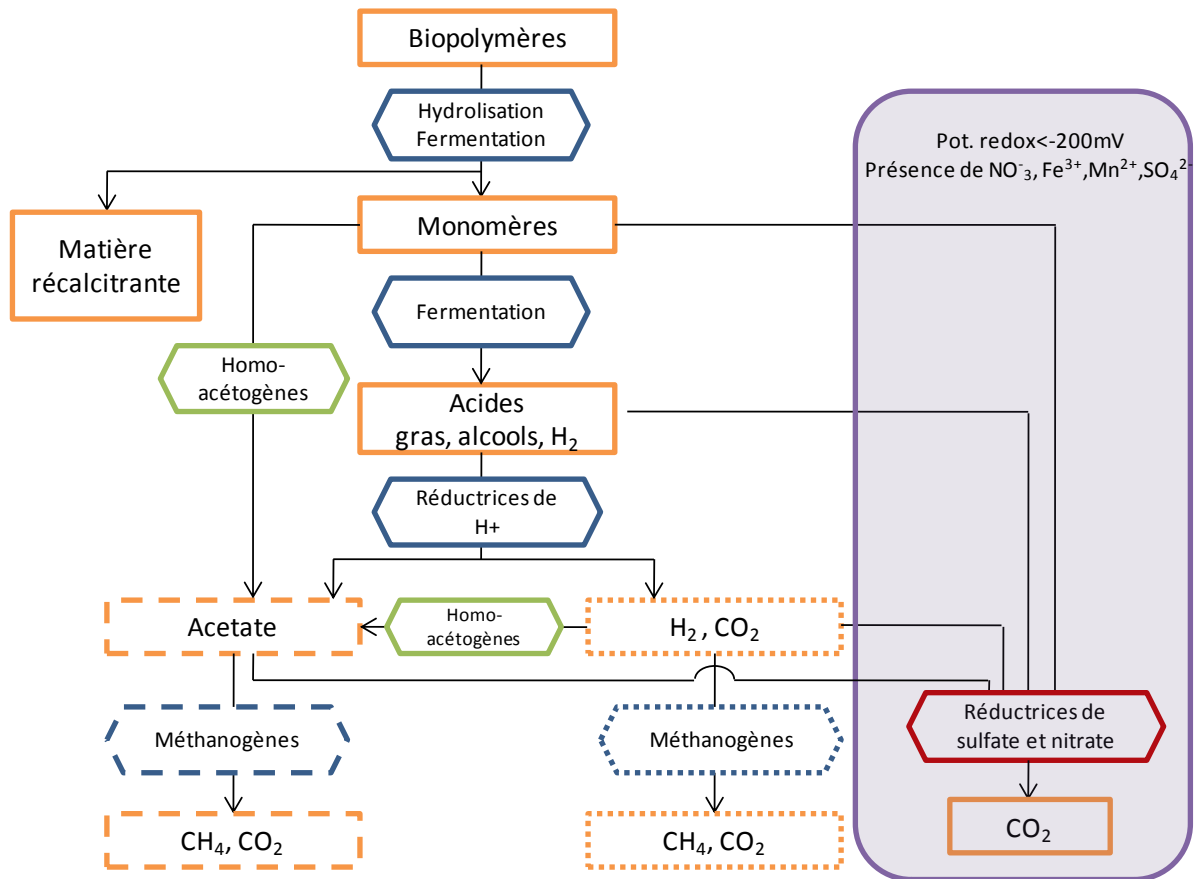 Biopolymères
Hydrolisation
Fermentation
Pot. redox<-200mV
Présence de NO⁻₃, Fe³⁺,Mn²⁺,SO₄²⁻
Matière
récalcitrante
Monomères
Fermentation
Homo-
acétogènes
Acides
gras, alcools, H₂
Réductrices de
H+
Acetate
Homo-
acétogènes
H₂ , CO₂
Méthanogènes
Méthanogènes
Réductrices de
sulfate et nitrate
CH₄, CO₂
CH₄, CO₂
CO₂